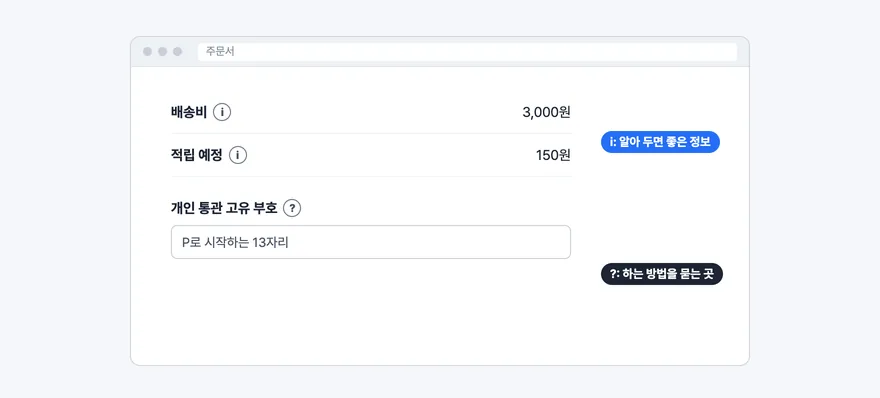 주문서
배송비 i
3,000원
i: 알아 두면 좋은 정보
적립 예정 i
150원
개인 통관 고유 부호 ?
P로 시작하는 13자리
?: 하는 방법을 묻는 곳